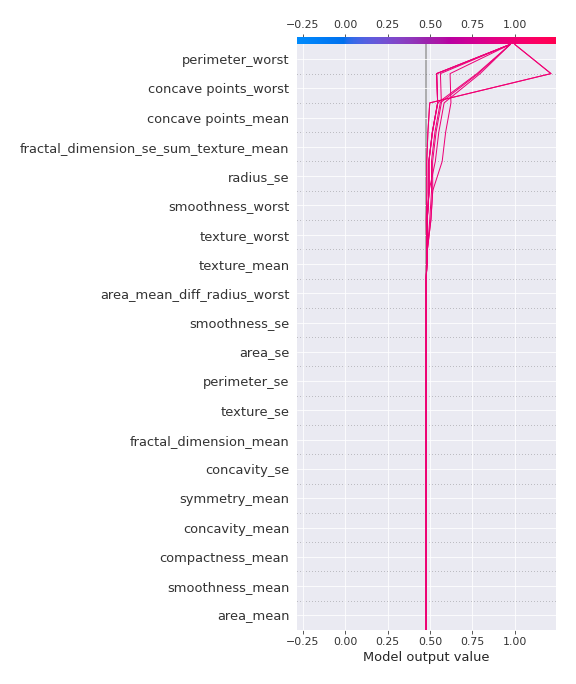 −0.25 0.00 0.25 0.50 0.75 1.00
perimeter_worst
concave points_worst
concave points_mean
fractal_dimension_se_sum_texture_mean
radius_se
smoothness_worst
texture_worst
texture_mean
area_mean_diff_radius_worst
smoothness_se
area_se
perimeter_se
texture_se
fractal_dimension_mean
concavity_se
symmetry_mean
concavity_mean
compactness_mean
smoothness_mean
area_mean
−0.25 0.00 0.25 0.50 0.75 1.00
Model output value